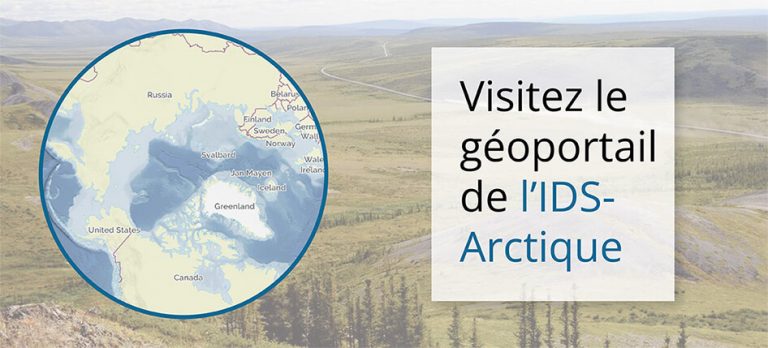 Russia
Belarus
Polan
Finland
Sweden
Germ
Norway
Wale
Svalbard
Irelan
Jan Mayen
Iceland
Greenland
United States
Canada
Visitez le
géoportail
de l’IDS-
Arctique